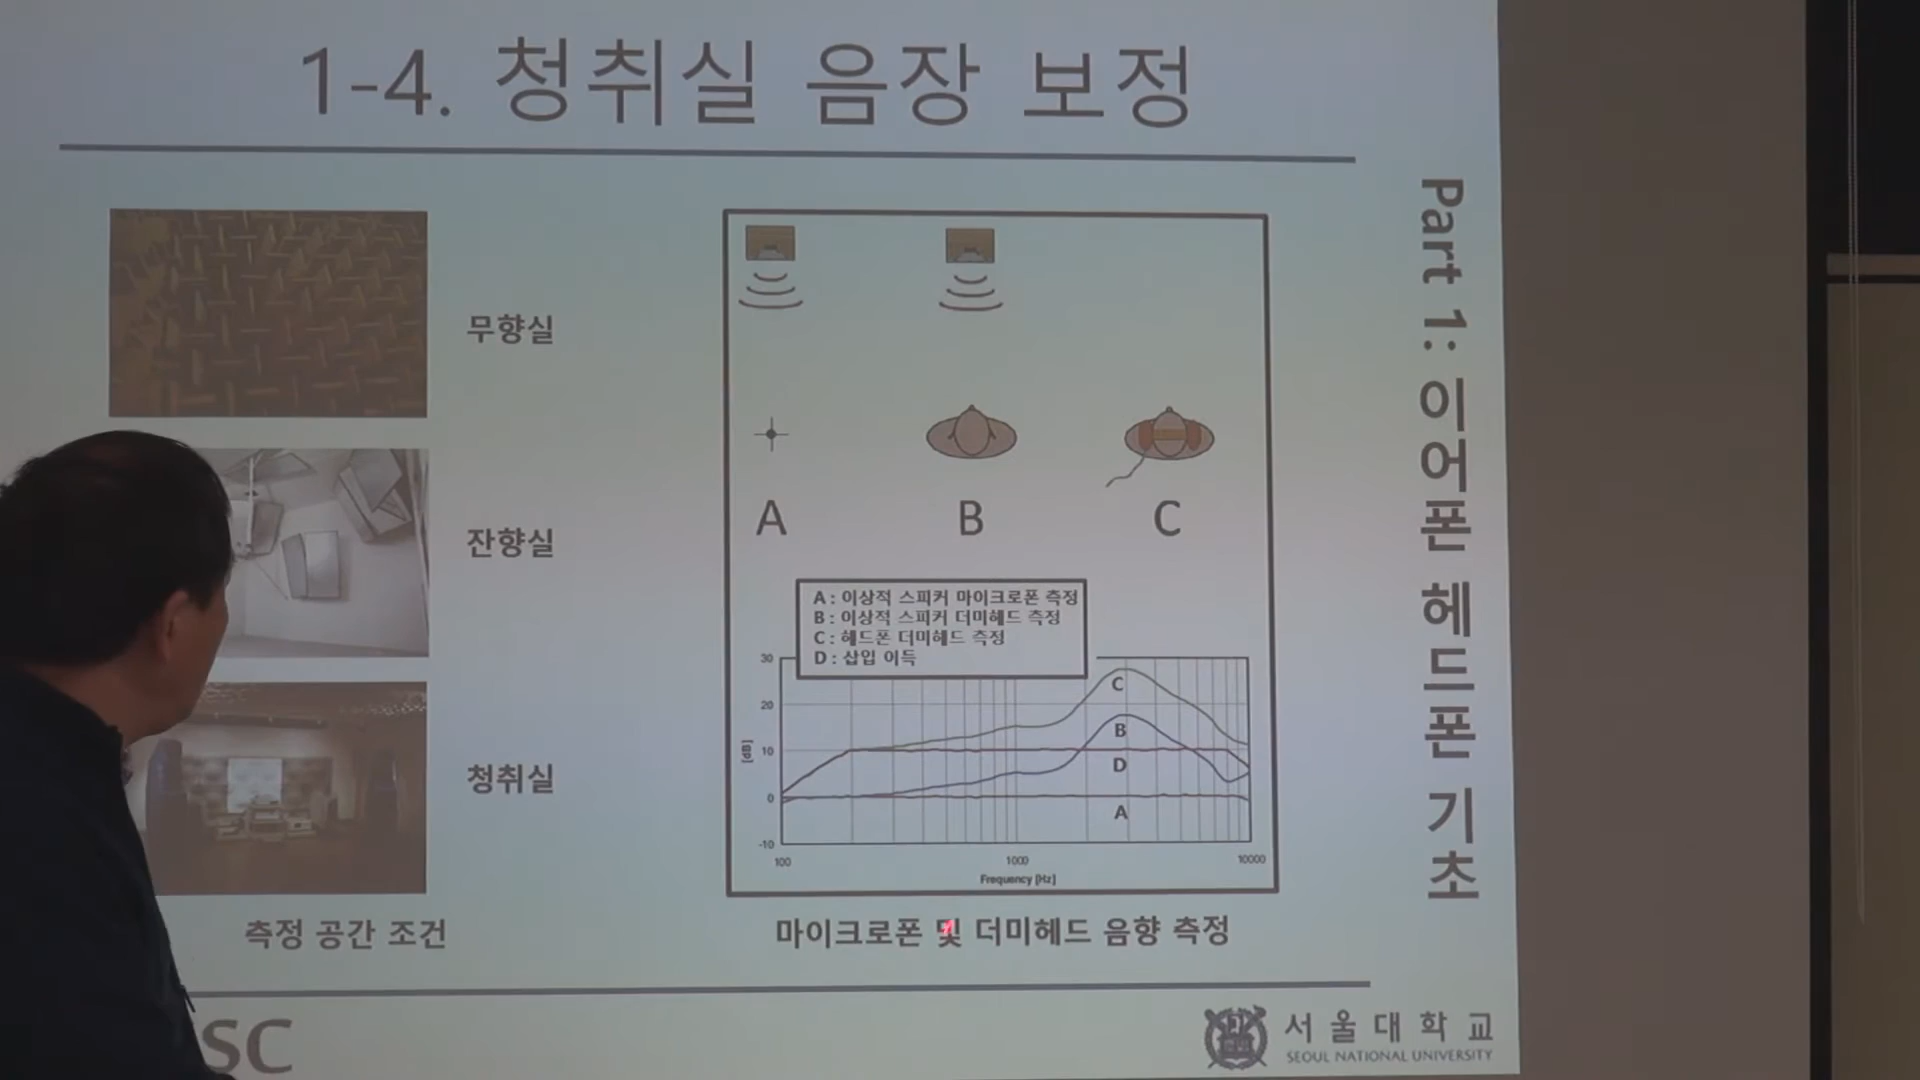 1-4. 청취실 음장 보정
Part 1: 이어폰 헤드폰 기초
무향실
잔향실
청취실
측정 공간 조건
A
B
C
A : 이상적 스피커 마이크로폰 측정
B : 이상적 스피커 더미헤드 측정
C : 헤드폰 더미헤드 측정
D : 삽입 이득
30
20
10
0
-10
[dB]
C
B
D
A
100
1000
10000
Frequency [Hz]
마이크로폰 및 더미헤드 음향 측정
SC
서울대학교
SEOUL NATIONAL UNIVERSITY